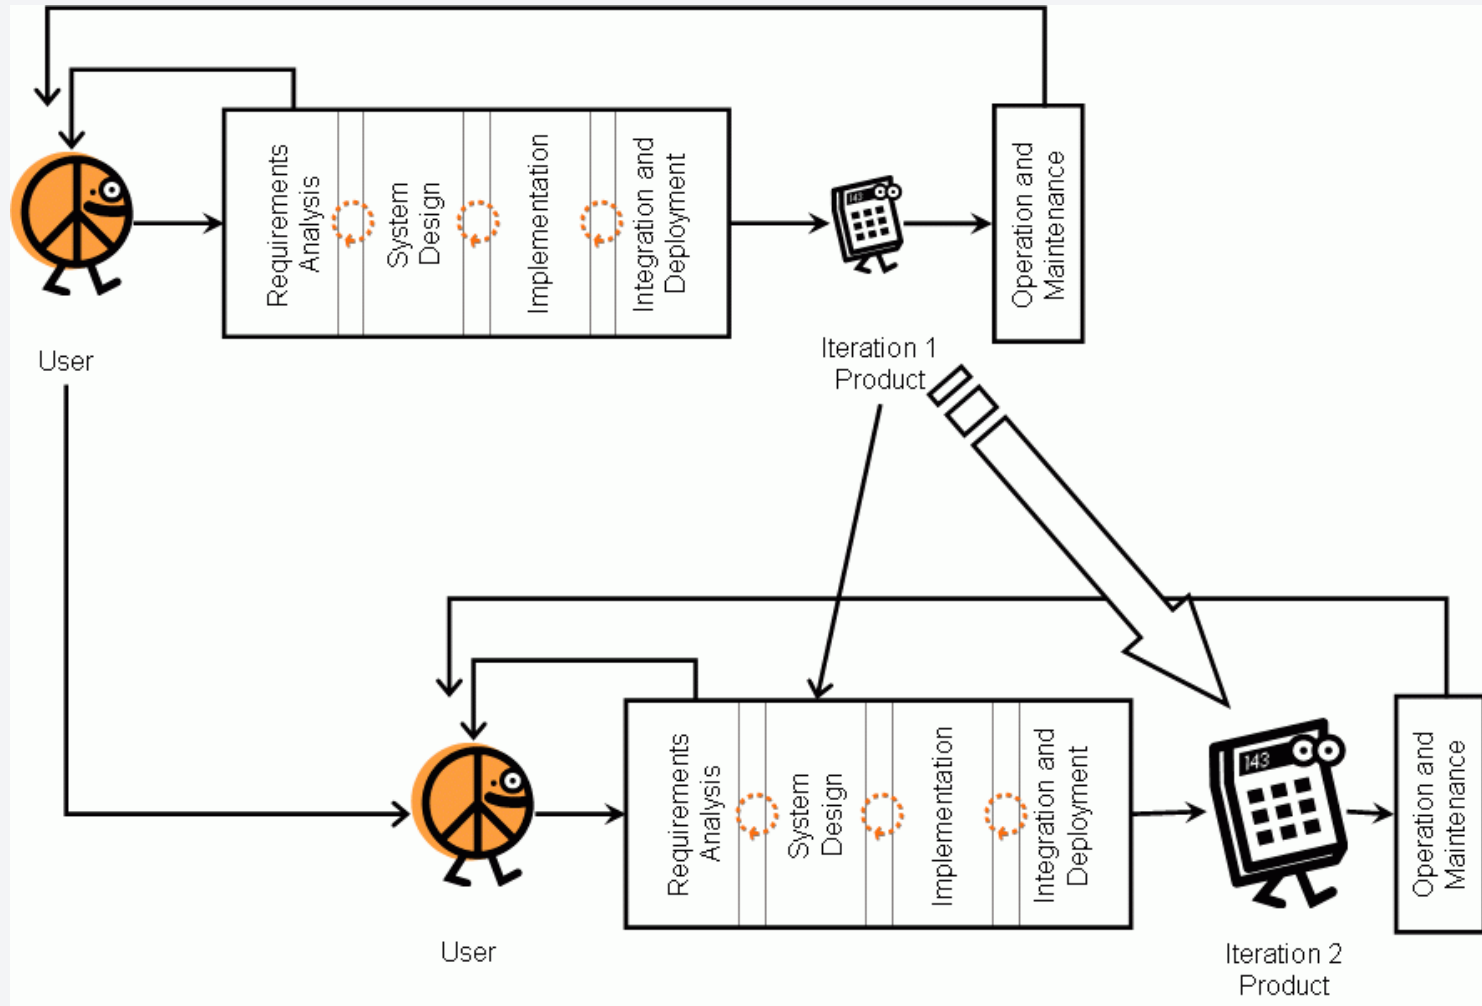 Requirements
Analysis
System
Design
Implementation
Integration and
Deployment
143
Operation and
Maintenance
User
Iteration 1
Product
Requirements
Analysis
System
Design
Implementation
Integration and
Deployment
143
Operation and
Maintenance
User
Iteration 2
Product